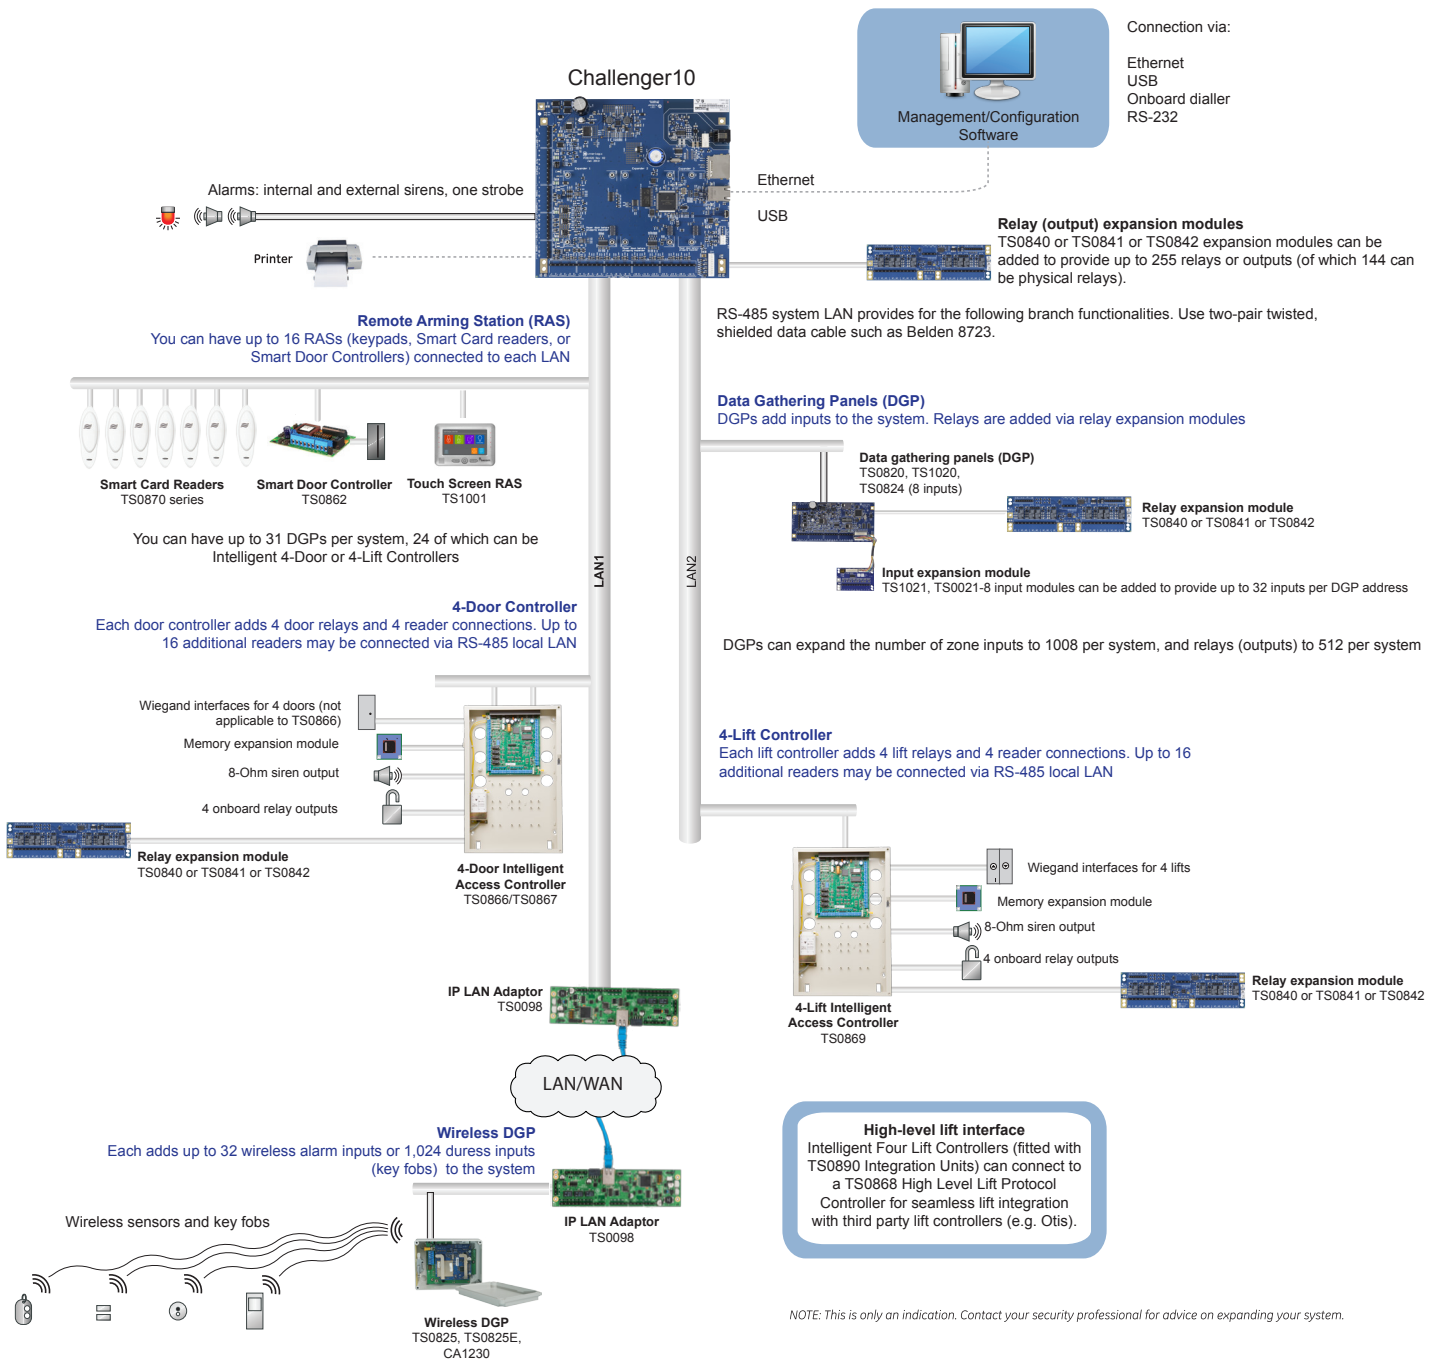 Connection via:
Ethernet
USB
Onboard dialler
RS-232
Management/Configuration
Software
Challenger10
Ethernet
USB
Alarms: internal and external sirens, one strobe
Printer
Relay (output) expansion modules
TS0840 or TS0841 or TS0842 expansion modules can be
added to provide up to 255 relays or outputs (of which 144 can
be physical relays).
RS-485 system LAN provides for the following branch functionalities. Use two-pair twisted,
shielded data cable such as Belden 8723.
Remote Arming Station (RAS)
You can have up to 16 RASs (keypads, Smart Card readers, or
Smart Door Controllers) connected to each LAN
Smart Card Readers
TS0870 series
Smart Door Controller
TS0862
Touch Screen RAS
TS1001
You can have up to 31 DGPs per system, 24 of which can be
Intelligent 4-Door or 4-Lift Controllers
LAN1
LAN2
Data Gathering Panels (DGP)
DGPs add inputs to the system. Relays are added via relay expansion modules
Data gathering panels (DGP)
TS0820, TS1020,
TS0824 (8 inputs)
Relay expansion module
TS0840 or TS0841 or TS0842
Input expansion module
TS1021, TS0021-8 input modules can be added to provide up to 32 inputs per DGP address
DGPs can expand the number of zone inputs to 1008 per system, and relays (outputs) to 512 per system
4-Door Controller
Each door controller adds 4 door relays and 4 reader connections. Up to
16 additional readers may be connected via RS-485 local LAN
Wiegand interfaces for 4 doors (not
applicable to TS0866)
Memory expansion module
8-Ohm siren output
4 onboard relay outputs
Relay expansion module
TS0840 or TS0841 or TS0842
4-Door Intelligent
Access Controller
TS0866/TS0867
4-Lift Controller
Each lift controller adds 4 lift relays and 4 reader connections. Up to 16
additional readers may be connected via RS-485 local LAN
Wiegand interfaces for 4 lifts
Memory expansion module
8-Ohm siren output
4 onboard relay outputs
Relay expansion module
TS0840 or TS0841 or TS0842
4-Lift Intelligent
Access Controller
TS0869
IP LAN Adaptor
TS0098
LAN/WAN
Wireless DGP
Each adds up to 32 wireless alarm inputs or 1,024 duress inputs
(key fobs) to the system
IP LAN Adaptor
TS0098
Wireless sensors and key fobs
Wireless DGP
TS0825, TS0825E,
CA1230
High-level lift interface
Intelligent Four Lift Controllers (fitted with
TS0890 Integration Units) can connect to
a TS0868 High Level Lift Protocol
Controller for seamless lift integration
with third party lift controllers (e.g. Otis).
NOTE: This is only an indication. Contact your security professional for advice on expanding your system.